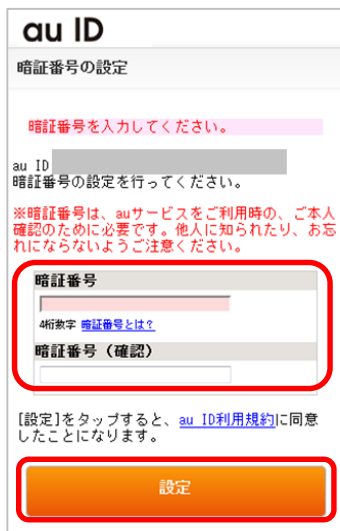 au ID
暗証番号の設定
暗証番号を入力してください。
au ID
暗証番号の設定を行ってください。
※暗証番号は、auサービスをご利用時の、ご本人
確認のために必要です。他人に知られたり、お忘
れにならないようご注意ください。
暗証番号
4桁数字 暗証番号とは?
暗証番号（確認）
[設定]をタップすると、au ID利用規約に同意
したことになります。
設定